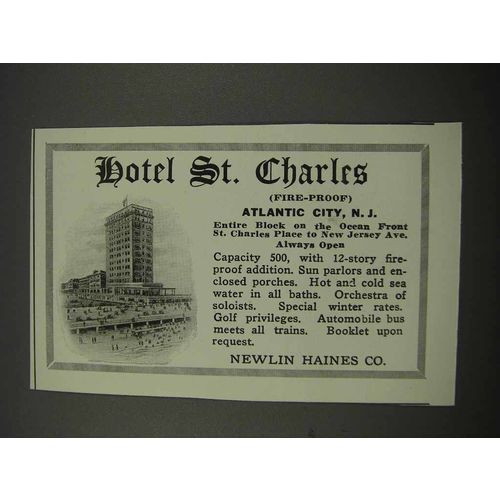 Hotel St. Charles
(FIRE-PROOF)
ATLANTIC CITY, N. J.
Entire Block on the Ocean Front
St. Charles Place to New Jersey Ave.
Always Open
Capacity 500, with 12-story fire-
proof addition. Sun parlors and en-
closed porches. Hot and cold sea
water in all baths. Orchestra of
soloists. Special winter rates.
Golf privileges. Automobile bus
meets all trains. Booklet upon
request.
NEWLIN HAINES CO.